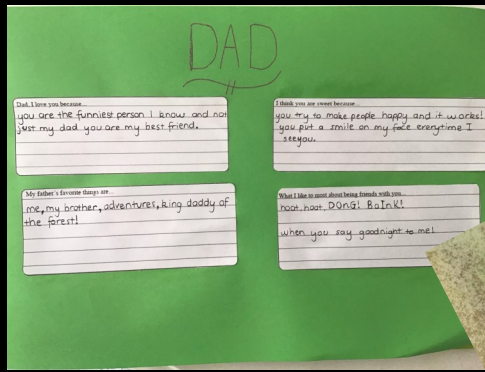 DAD
Dad, I love you because...
you are the funniest person I know and not
just my dad you are my best friend.
I think you are sweet because...
you try to make people happy and it works!
you put a smile on my face everytime I
seeyou.
My father's favorite things are...
me, my brother, adventures, king daddy of
the forest!
What I like to most about being friends with you...
hoot, hoot, DONG! BoInK!
when you say goodnight to me!